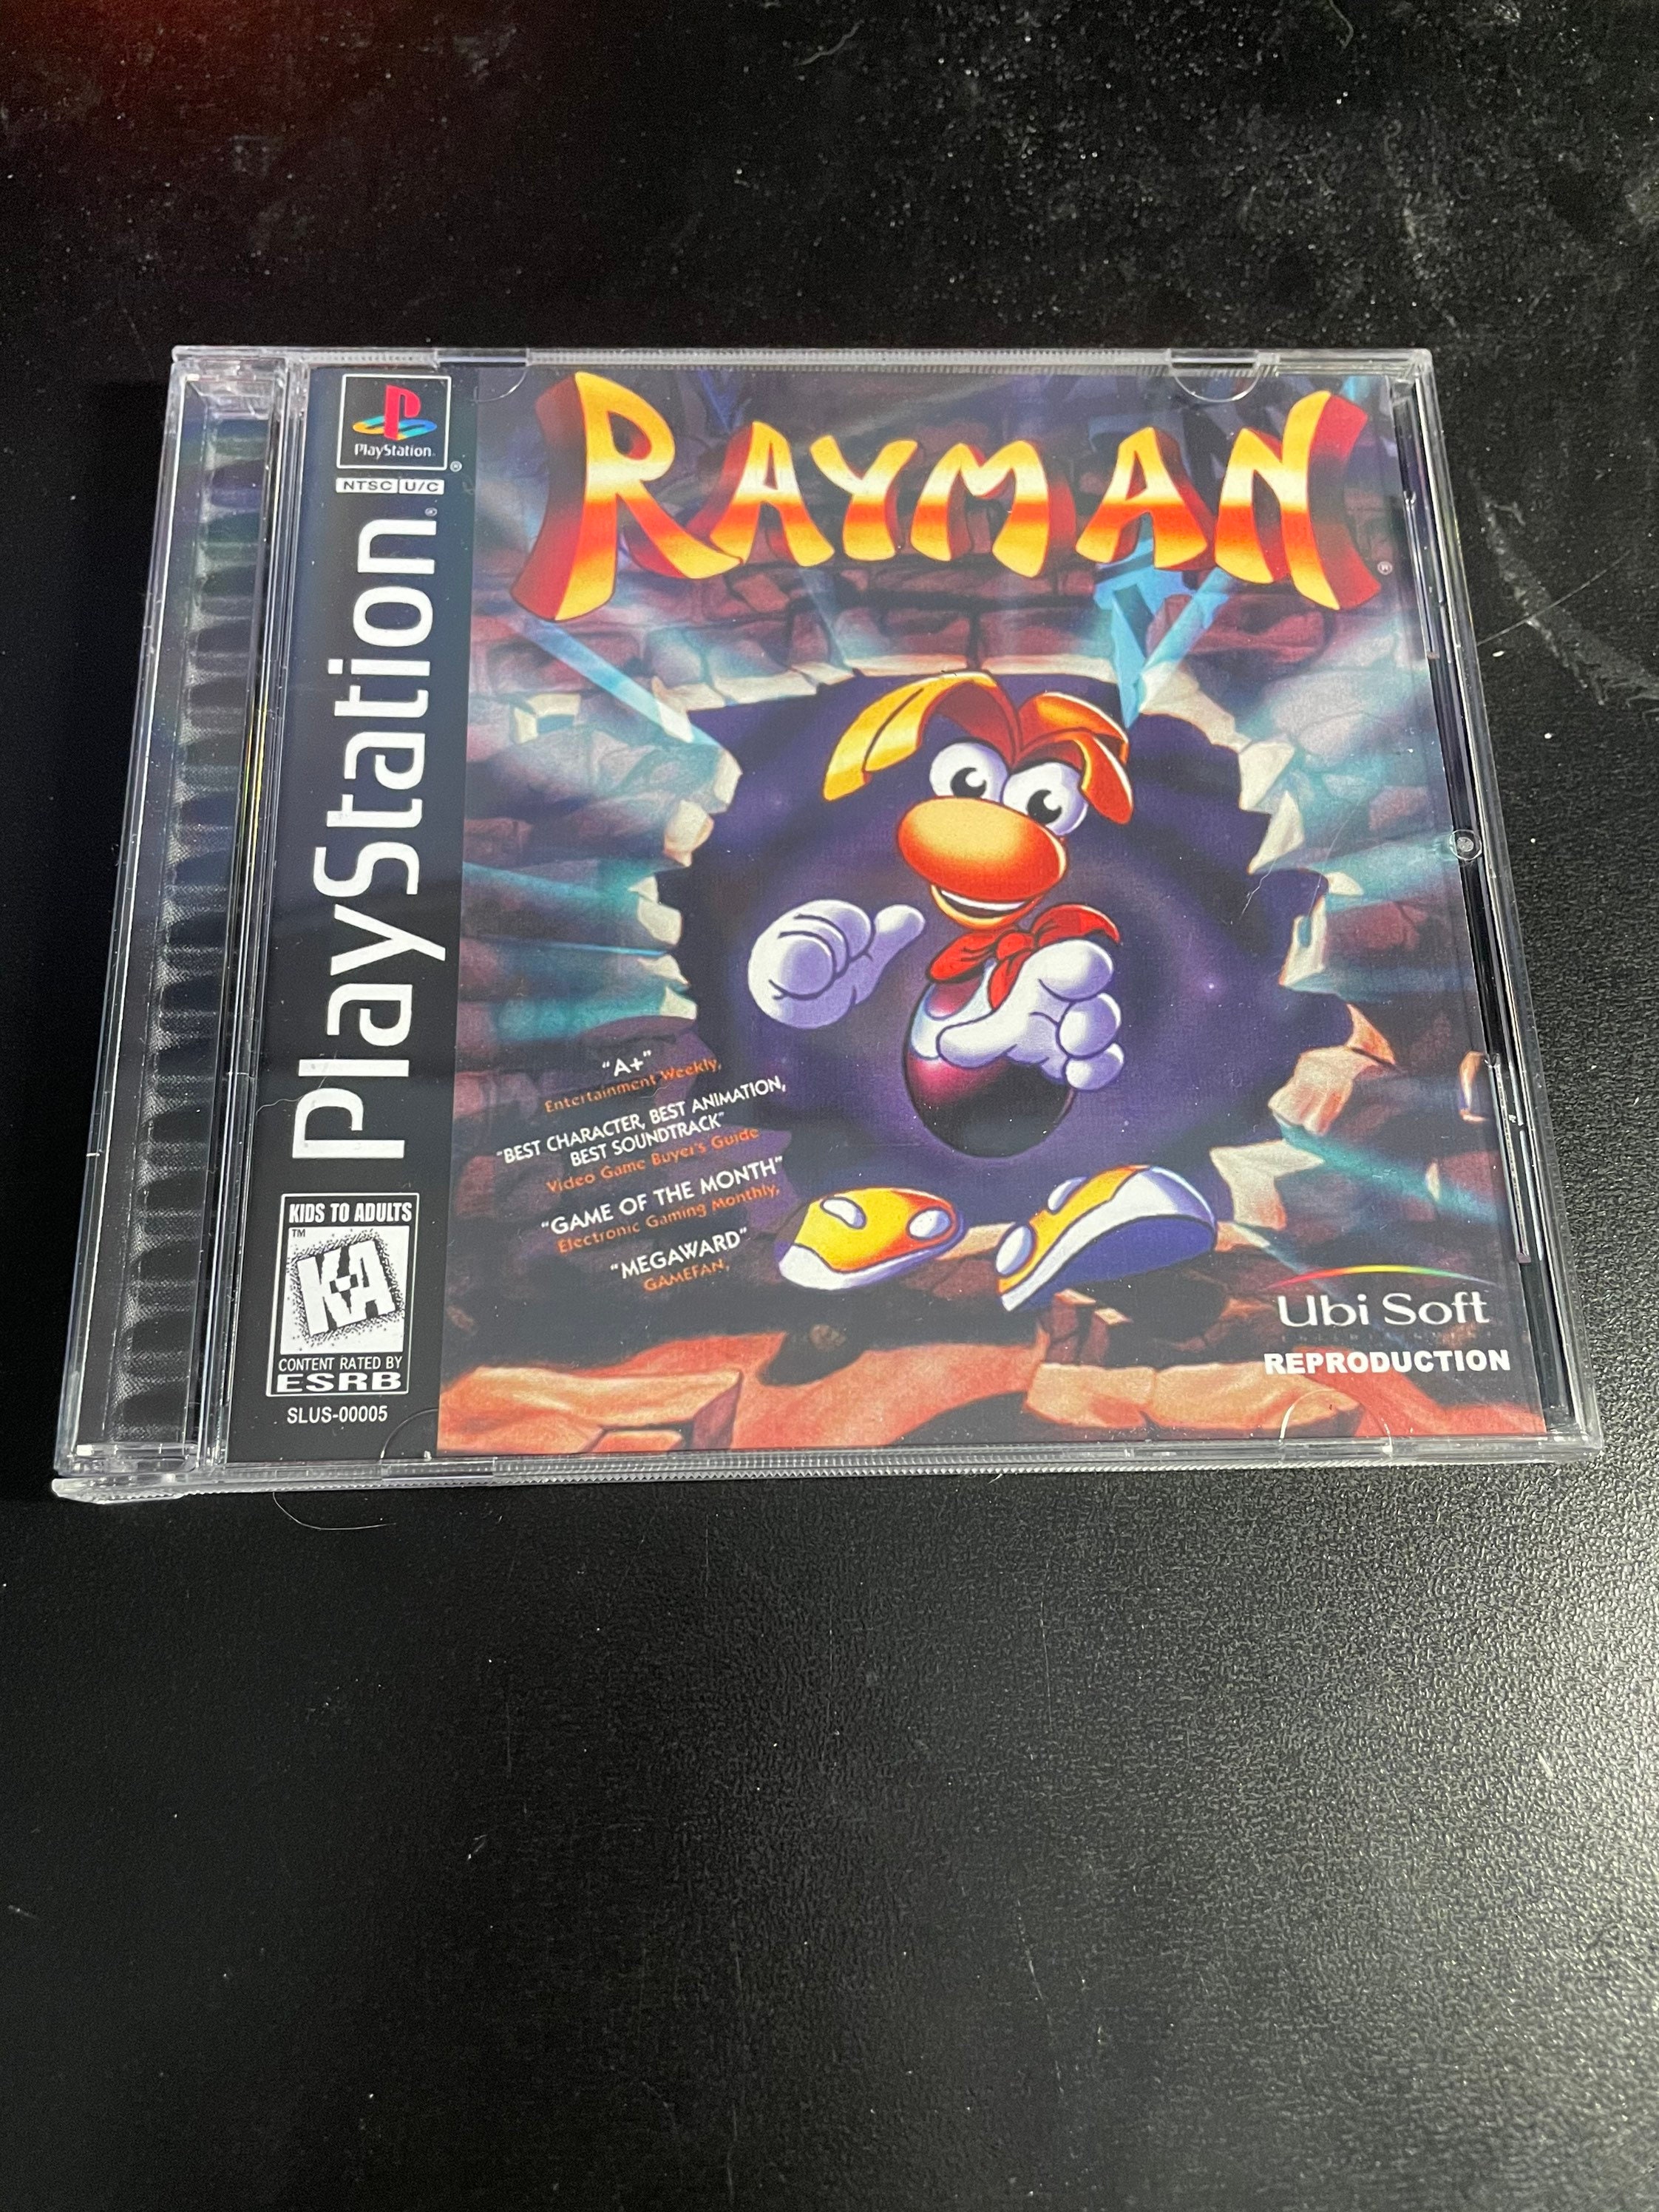 PlayStation
NTSC U/C
PlayStation
RAYMAN
"A+"
Entertainment Weekly,
"BEST CHARACTER, BEST ANIMATION,
BEST SOUNDTRACK"
Video Game Buyer's Guide
"GAME OF THE MONTH"
Electronic Gaming Monthly,
"MEGAWARD"
GAMEFAN,
KIDS TO ADULTS
TM
K-A
CONTENT RATED BY
ESRB
SLUS-00005
Ubi Soft
REPRODUCTION